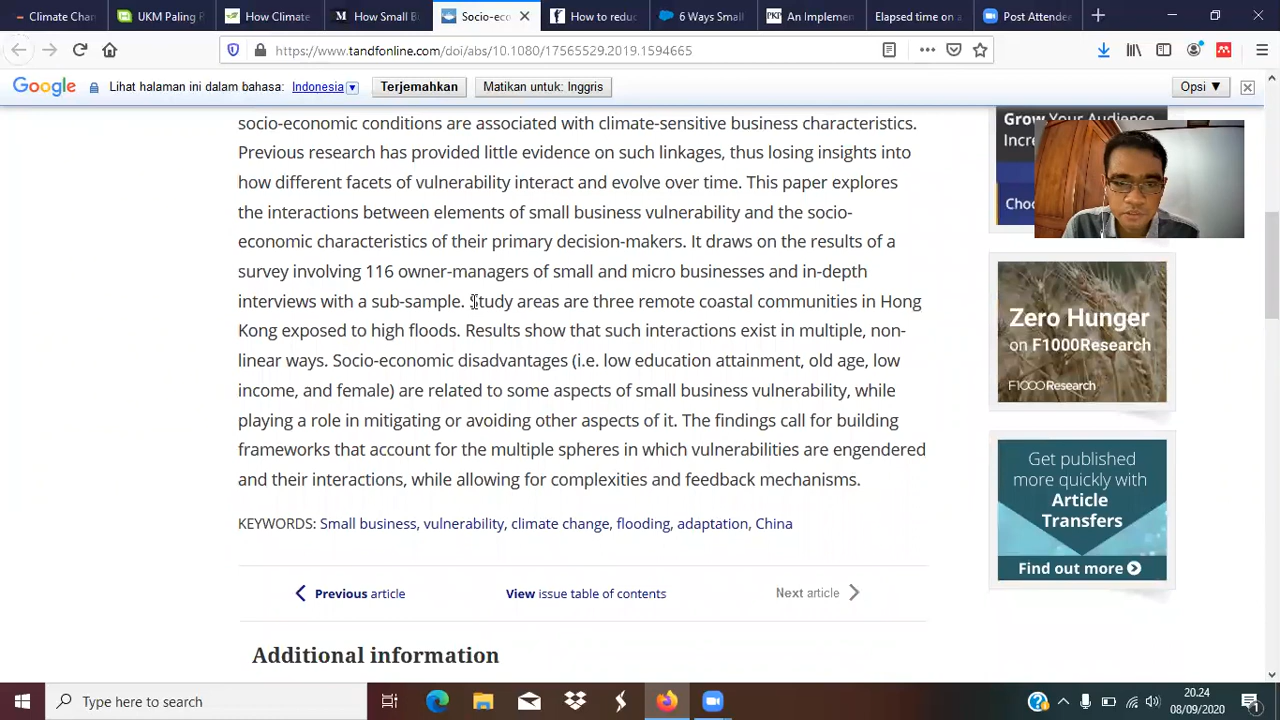 Climate Chan
UKM Paling P
How Climate
How Small Bu
Socio-eco
How to reduc
6 Ways Small
An Implemen
Elapsed time on a
Post Attendee
https://www.tandfonline.com/doi/abs/10.1080/17565529.2019.1594665
Google Lihat halaman ini dalam bahasa: Indonesia Terjemahkan Matikan untuk: Inggris Opsi ▼
socio-economic conditions are associated with climate-sensitive business characteristics.
Previous research has provided little evidence on such linkages, thus losing insights into
how different facets of vulnerability interact and evolve over time. This paper explores
the interactions between elements of small business vulnerability and the socio-
economic characteristics of their primary decision-makers. It draws on the results of a
survey involving 116 owner-managers of small and micro businesses and in-depth
interviews with a sub-sample. Study areas are three remote coastal communities in Hong
Kong exposed to high floods. Results show that such interactions exist in multiple, non-
linear ways. Socio-economic disadvantages (i.e. low education attainment, old age, low
income, and female) are related to some aspects of small business vulnerability, while
playing a role in mitigating or avoiding other aspects of it. The findings call for building
frameworks that account for the multiple spheres in which vulnerabilities are engendered
and their interactions, while allowing for complexities and feedback mechanisms.
KEYWORDS: Small business, vulnerability, climate change, flooding, adaptation, China
Previous article
View issue table of contents
Next article
Additional information
Grow Your Audience
Incre
Choo
Zero Hunger
on F1000Research
F1000Research
Get published
more quickly with
Article
Transfers
Find out more
Type here to search
20.24
08/09/2020